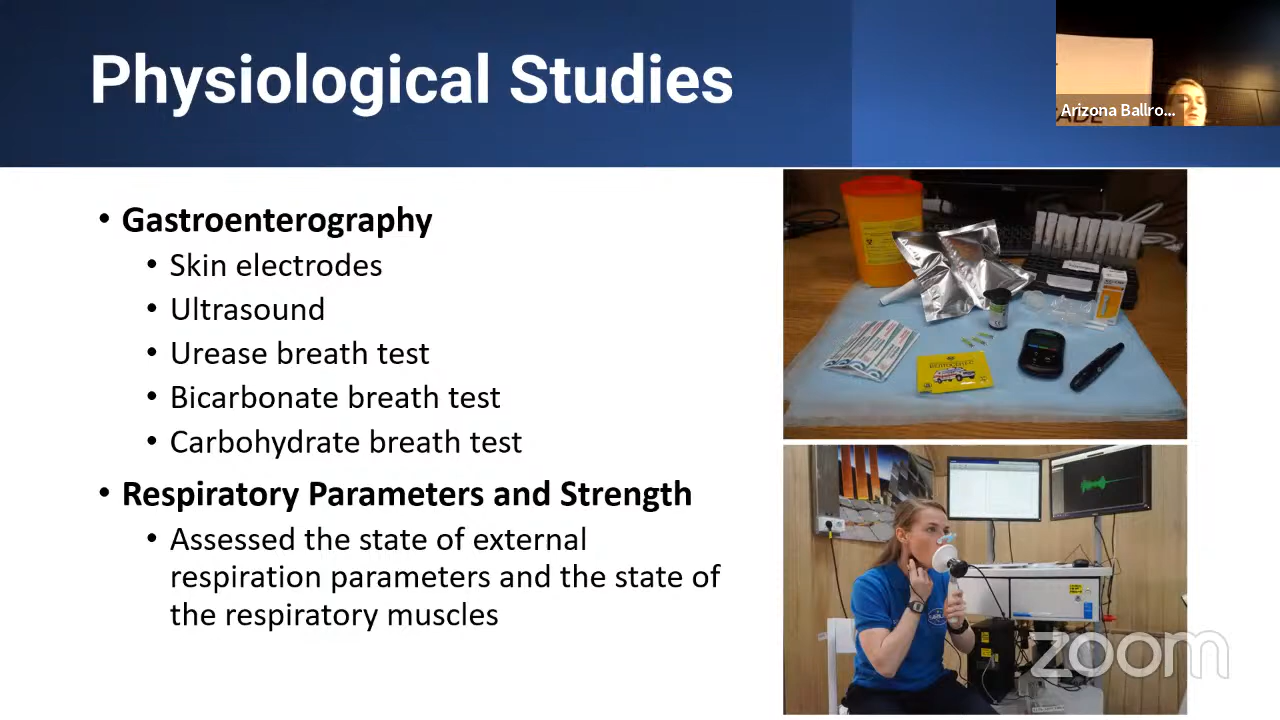 Physiological Studies
Arizona Ballro...
• Gastroenterography
• Skin electrodes
• Ultrasound
• Urease breath test
• Bicarbonate breath test
• Carbohydrate breath test
• Respiratory Parameters and Strength
• Assessed the state of external
respiration parameters and the state of
the respiratory muscles
zoom